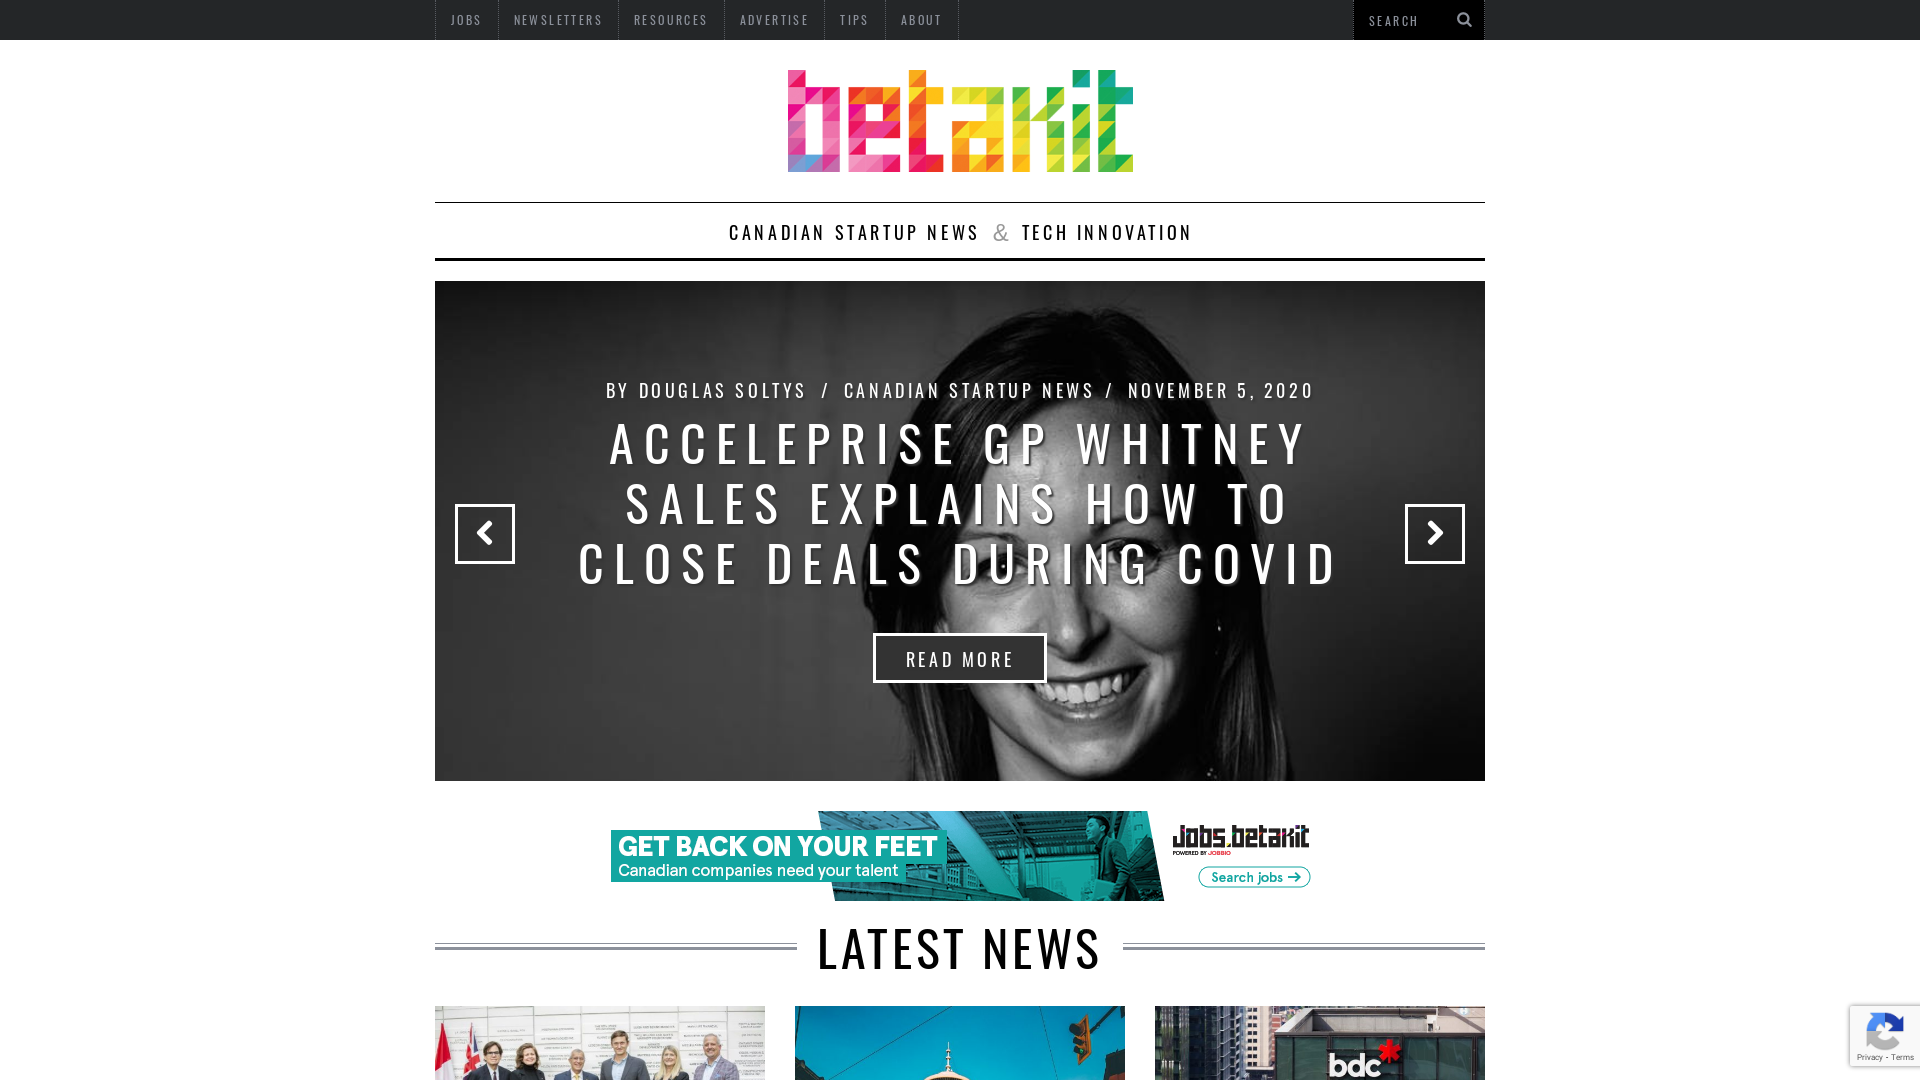 JOBS
NEWSLETTERS
RESOURCES
ADVERTISE
TIPS
ABOUT
SEARCH
betakit
CANADIAN STARTUP NEWS & TECH INNOVATION
BY DOUGLAS SOLTYS / CANADIAN STARTUP NEWS / NOVEMBER 5, 2020
ACCELEPRISE GP WHITNEY
SALES EXPLAINS HOW TO
CLOSE DEALS DURING COVID
READ MORE
GET BACK ON YOUR FEET
Canadian companies need your talent
Jobs.betakit
POWERED BY JOBBIO
Search jobs →
LATEST NEWS
bdc*
Privacy - Terms